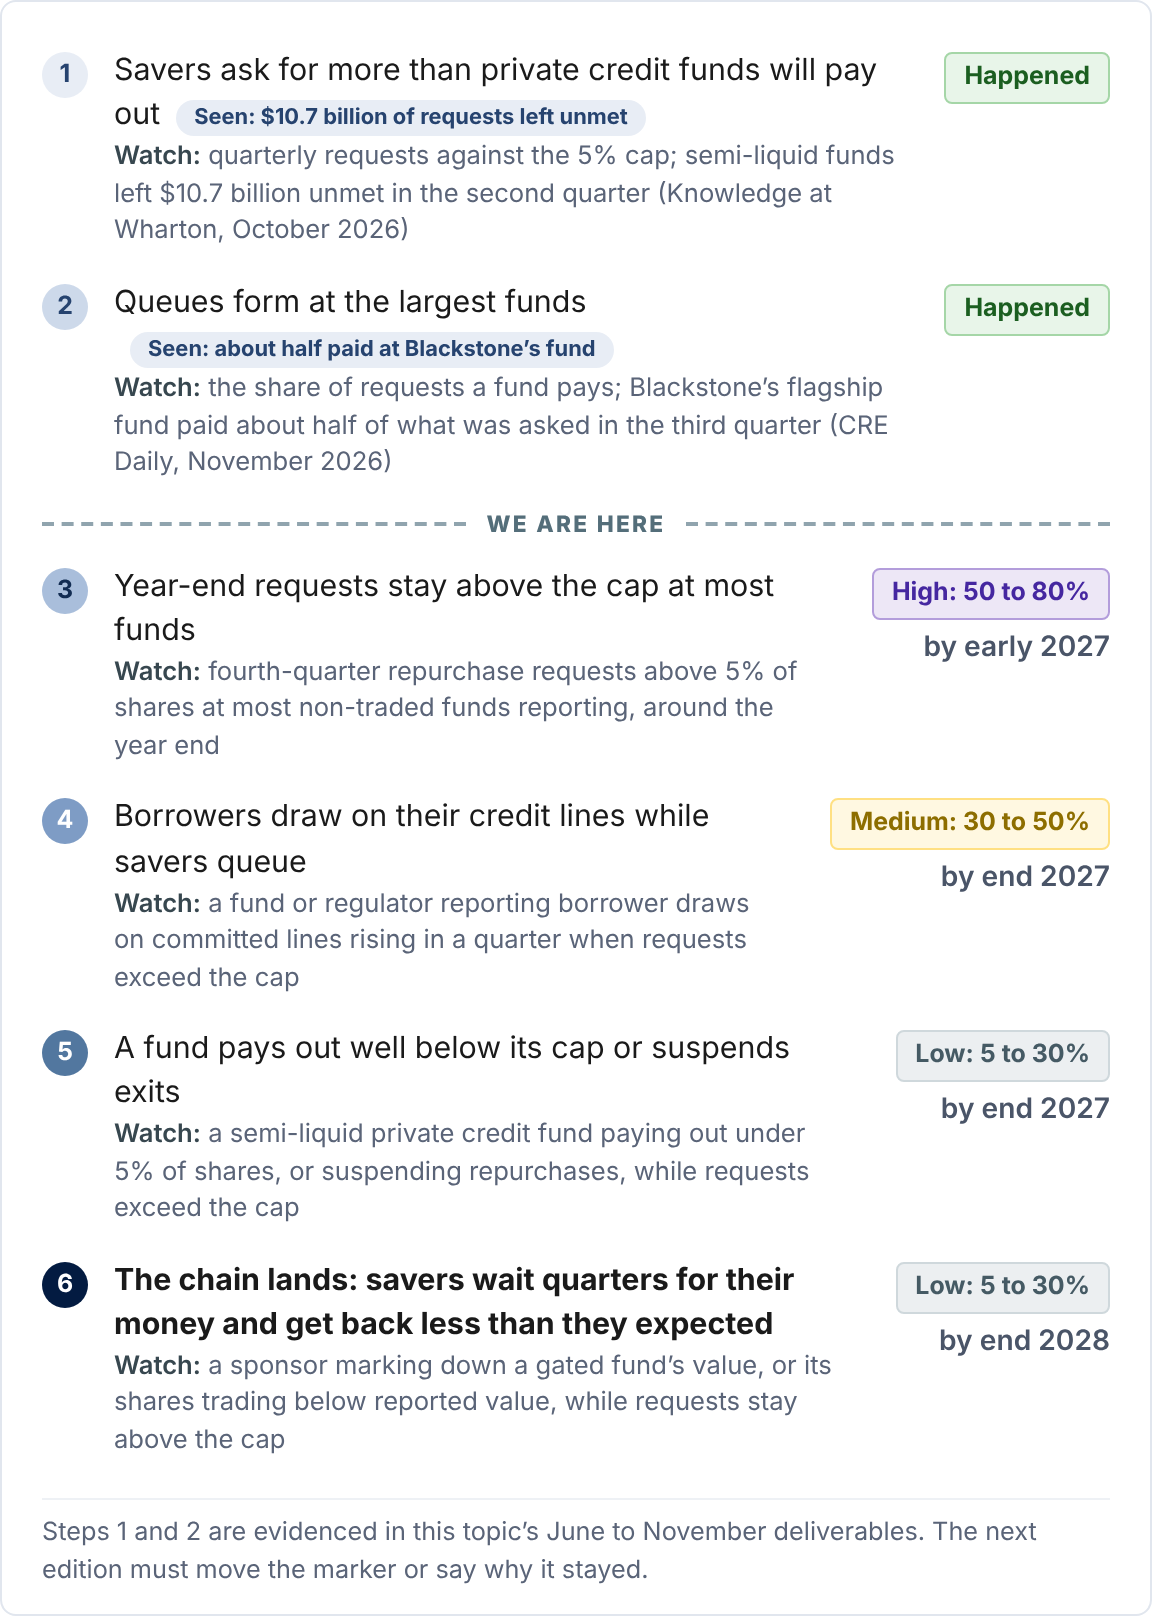 1
Savers ask for more than private credit funds will pay
out Seen: $10.7 billion of requests left unmet
Happened
Watch: quarterly requests against the 5% cap; semi-liquid funds
left $10.7 billion unmet in the second quarter (Knowledge at
Wharton, October 2026)
2
Queues form at the largest funds
Happened
Seen: about half paid at Blackstone’s fund
Watch: the share of requests a fund pays; Blackstone’s flagship
fund paid about half of what was asked in the third quarter (CRE
Daily, November 2026)
WE ARE HERE
3
Year-end requests stay above the cap at most
funds
High: 50 to 80%
by early 2027
Watch: fourth-quarter repurchase requests above 5% of
shares at most non-traded funds reporting, around the
year end
4
Borrowers draw on their credit lines while
savers queue
Medium: 30 to 50%
by end 2027
Watch: a fund or regulator reporting borrower draws
on committed lines rising in a quarter when requests
exceed the cap
5
A fund pays out well below its cap or suspends
exits
Low: 5 to 30%
by end 2027
Watch: a semi-liquid private credit fund paying out under
5% of shares, or suspending repurchases, while requests
exceed the cap
6
The chain lands: savers wait quarters for their
money and get back less than they expected
Low: 5 to 30%
by end 2028
Watch: a sponsor marking down a gated fund’s value, or its
shares trading below reported value, while requests stay
above the cap
Steps 1 and 2 are evidenced in this topic’s June to November deliverables. The next
edition must move the marker or say why it stayed.